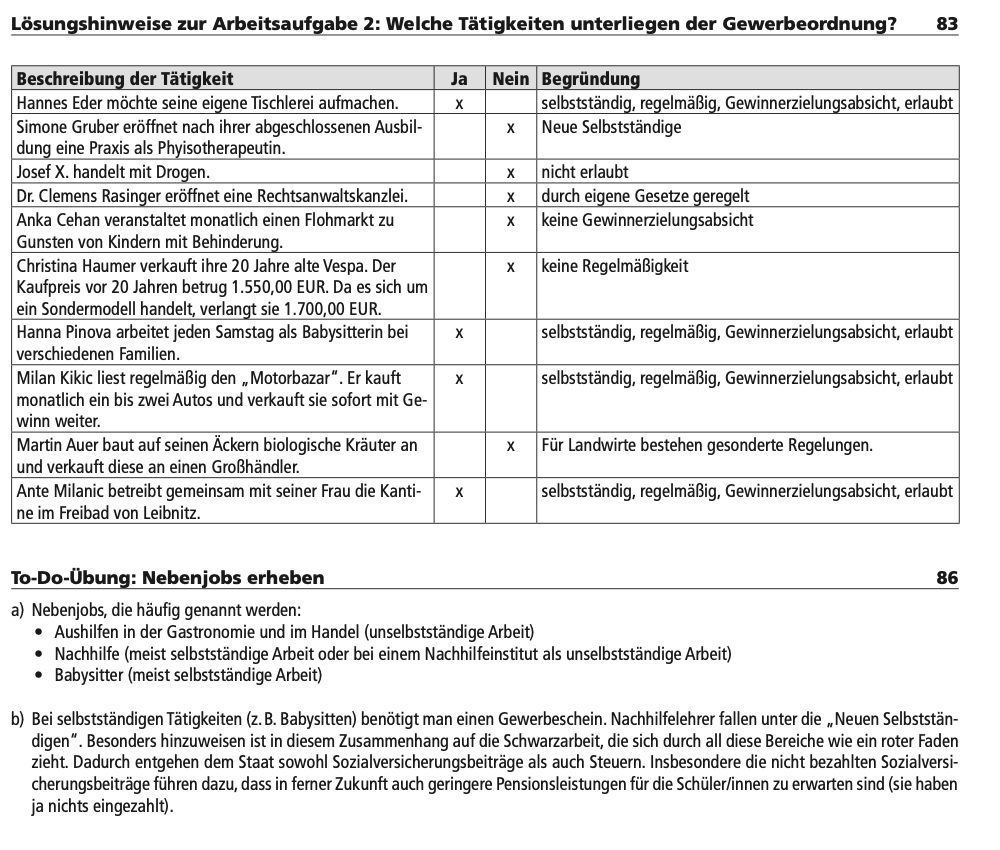 Lösungshinweise zur Arbeitsaufgabe 2: Welche Tätigkeiten unterliegen der Gewerbeordnung? 83
Beschreibung der Tätigkeit Ja Nein Begründung
Hannes Eder möchte seine eigene Tischlerei aufmachen. x selbstständig, regelmäßig, Gewinnerzielungsabsicht, erlaubt
Simone Gruber eröffnet nach ihrer abgeschlossenen Ausbil- x Neue Selbstständige
dung eine Praxis als Phyisotherapeutin.
Josef X. handelt mit Drogen. x nicht erlaubt
Dr. Clemens Rasinger eröffnet eine Rechtsanwaltskanzlei. x durch eigene Gesetze geregelt
Anka Cehan veranstaltet monatlich einen Flohmarkt zu x keine Gewinnerzielungsabsicht
Gunsten von Kindern mit Behinderung.
Christina Haumer verkauft ihre 20 Jahre alte Vespa. Der x keine Regelmäßigkeit
Kaufpreis vor 20 Jahren betrug 1.550,00 EUR. Da es sich um
ein Sondermodell handelt, verlangt sie 1.700,00 EUR.
Hanna Pinova arbeitet jeden Samstag als Babysitterin bei x selbstständig, regelmäßig, Gewinnerzielungsabsicht, erlaubt
verschiedenen Familien.
Milan Kikic liest regelmäßig den „Motorbazar“. Er kauft x selbstständig, regelmäßig, Gewinnerzielungsabsicht, erlaubt
monatlich ein bis zwei Autos und verkauft sie sofort mit Ge-
winn weiter.
Martin Auer baut auf seinen Äckern biologische Kräuter an x Für Landwirte bestehen gesonderte Regelungen.
und verkauft diese an einen Großhändler.
Ante Milanic betreibt gemeinsam mit seiner Frau die Kanti- x selbstständig, regelmäßig, Gewinnerzielungsabsicht, erlaubt
ne im Freibad von Leibnitz.
To-Do-Übung: Nebenjobs erheben 86
a) Nebenjobs, die häufig genannt werden:
• Aushilfen in der Gastronomie und im Handel (unselbstständige Arbeit)
• Nachhilfe (meist selbstständige Arbeit oder bei einem Nachhilfeinstitut als unselbstständige Arbeit)
• Babysitter (meist selbstständige Arbeit)
b) Bei selbstständigen Tätigkeiten (z. B. Babysitten) benötigt man einen Gewerbeschein. Nachhilfelehrer fallen unter die „Neuen Selbststän-
digen“. Besonders hinzuweisen ist in diesem Zusammenhang auf die Schwarzarbeit, die sich durch all diese Bereiche wie ein roter Faden
zieht. Dadurch entgehen dem Staat sowohl Sozialversicherungsbeiträge als auch Steuern. Insbesondere die nicht bezahlten Sozialversi-
cherungsbeiträge führen dazu, dass in ferner Zukunft auch geringere Pensionsleistungen für die Schüler/innen zu erwarten sind (sie haben
ja nichts eingezahlt).